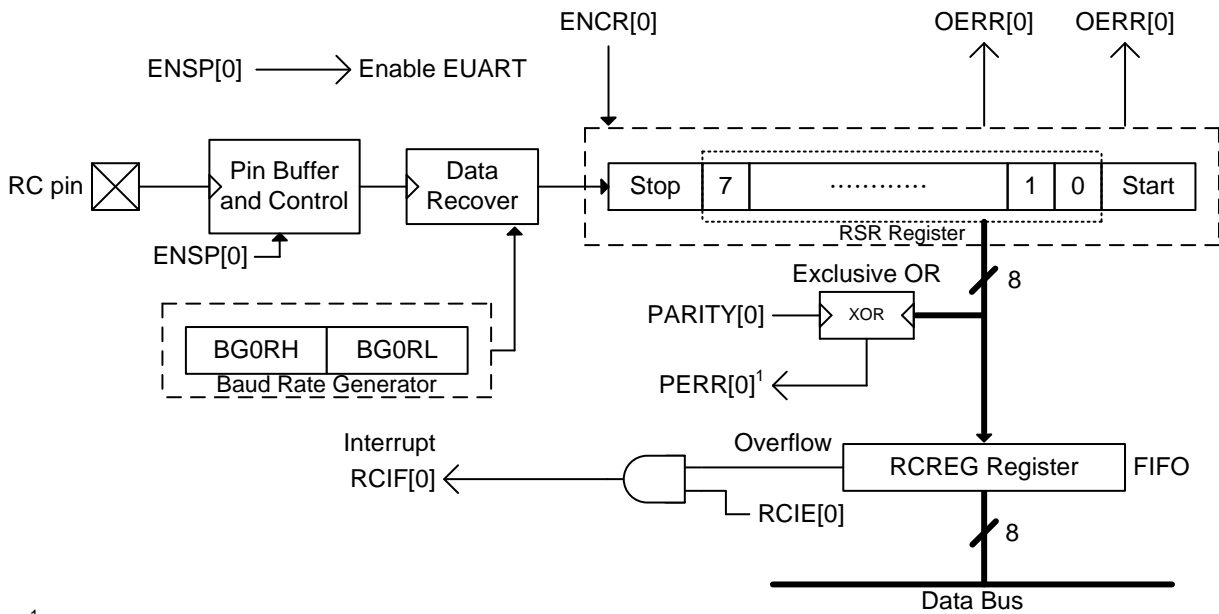 ENCR[0] OERR[0] OERR[0]
ENSP[0] Enable EUART
RC pin
Pin Buffer
and Control
Data
Recover
Stop 7 ............ 1 0 Start
RSR Register
ENSP[0]
Exclusive OR
8
PARITY[0] XOR
BG0RH BG0RL
Baud Rate Generator
PERR[0]¹
Interrupt Overflow
RCIF[0] RCREG Register FIFO
RCIE[0]
8
Data Bus
1